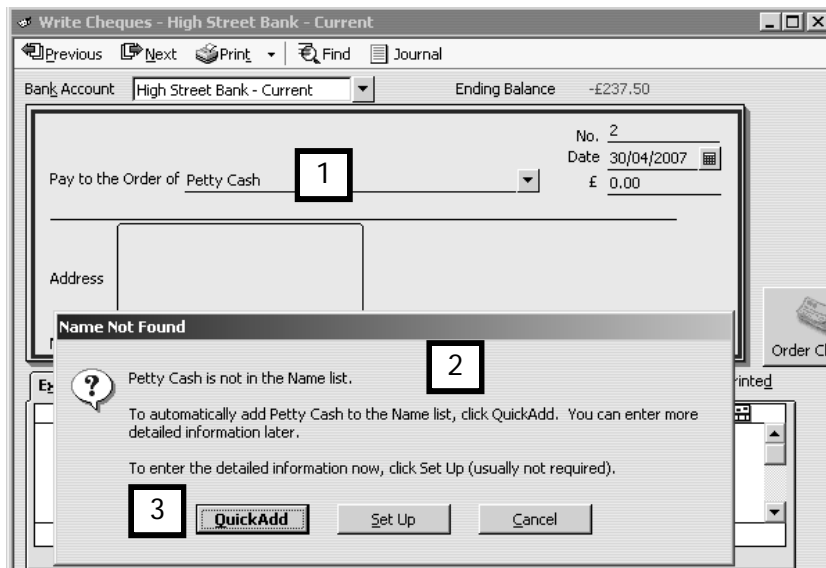 Write Cheques - High Street Bank - Current
Previous Next Print Find Journal
Bank Account High Street Bank - Current Ending Balance -£237.50
No. 2
Date 30/04/2007
Pay to the Order of Petty Cash 1
£ 0.00
Address
Order Cl
Name Not Found
2
Petty Cash is not in the Name list.
To automatically add Petty Cash to the Name list, click QuickAdd. You can enter more
detailed information later.
To enter the detailed information now, click Set Up (usually not required).
3 QuickAdd Set Up Cancel
Ex
rinted